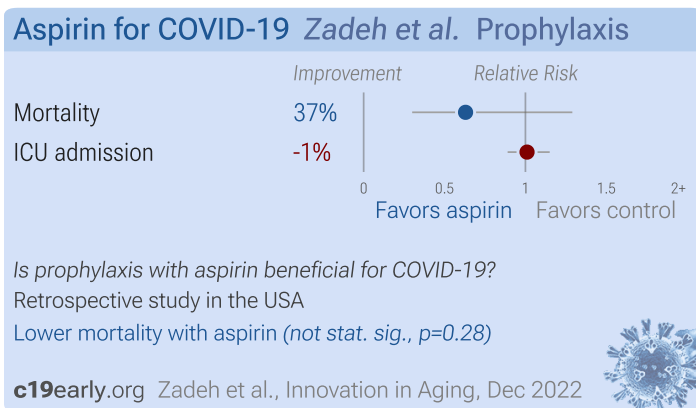 Aspirin for COVID-19 Zadeh et al. Prophylaxis
Improvement Relative Risk
Mortality 37%
ICU admission -1%
0 0.5 1 1.5 2+
Favors aspirin Favors control
Is prophylaxis with aspirin beneficial for COVID-19?
Retrospective study in the USA
Lower mortality with aspirin (not stat. sig., p=0.28)
c19early.org Zadeh et al., Innovation in Aging, Dec 2022